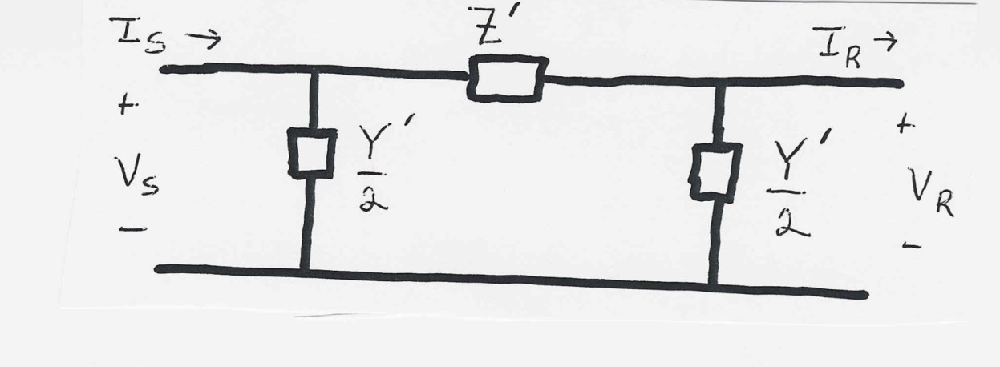 I_S →
Z′
I_R →
+
V_S
−
Y′
2
Y′
2
+
V_R
−